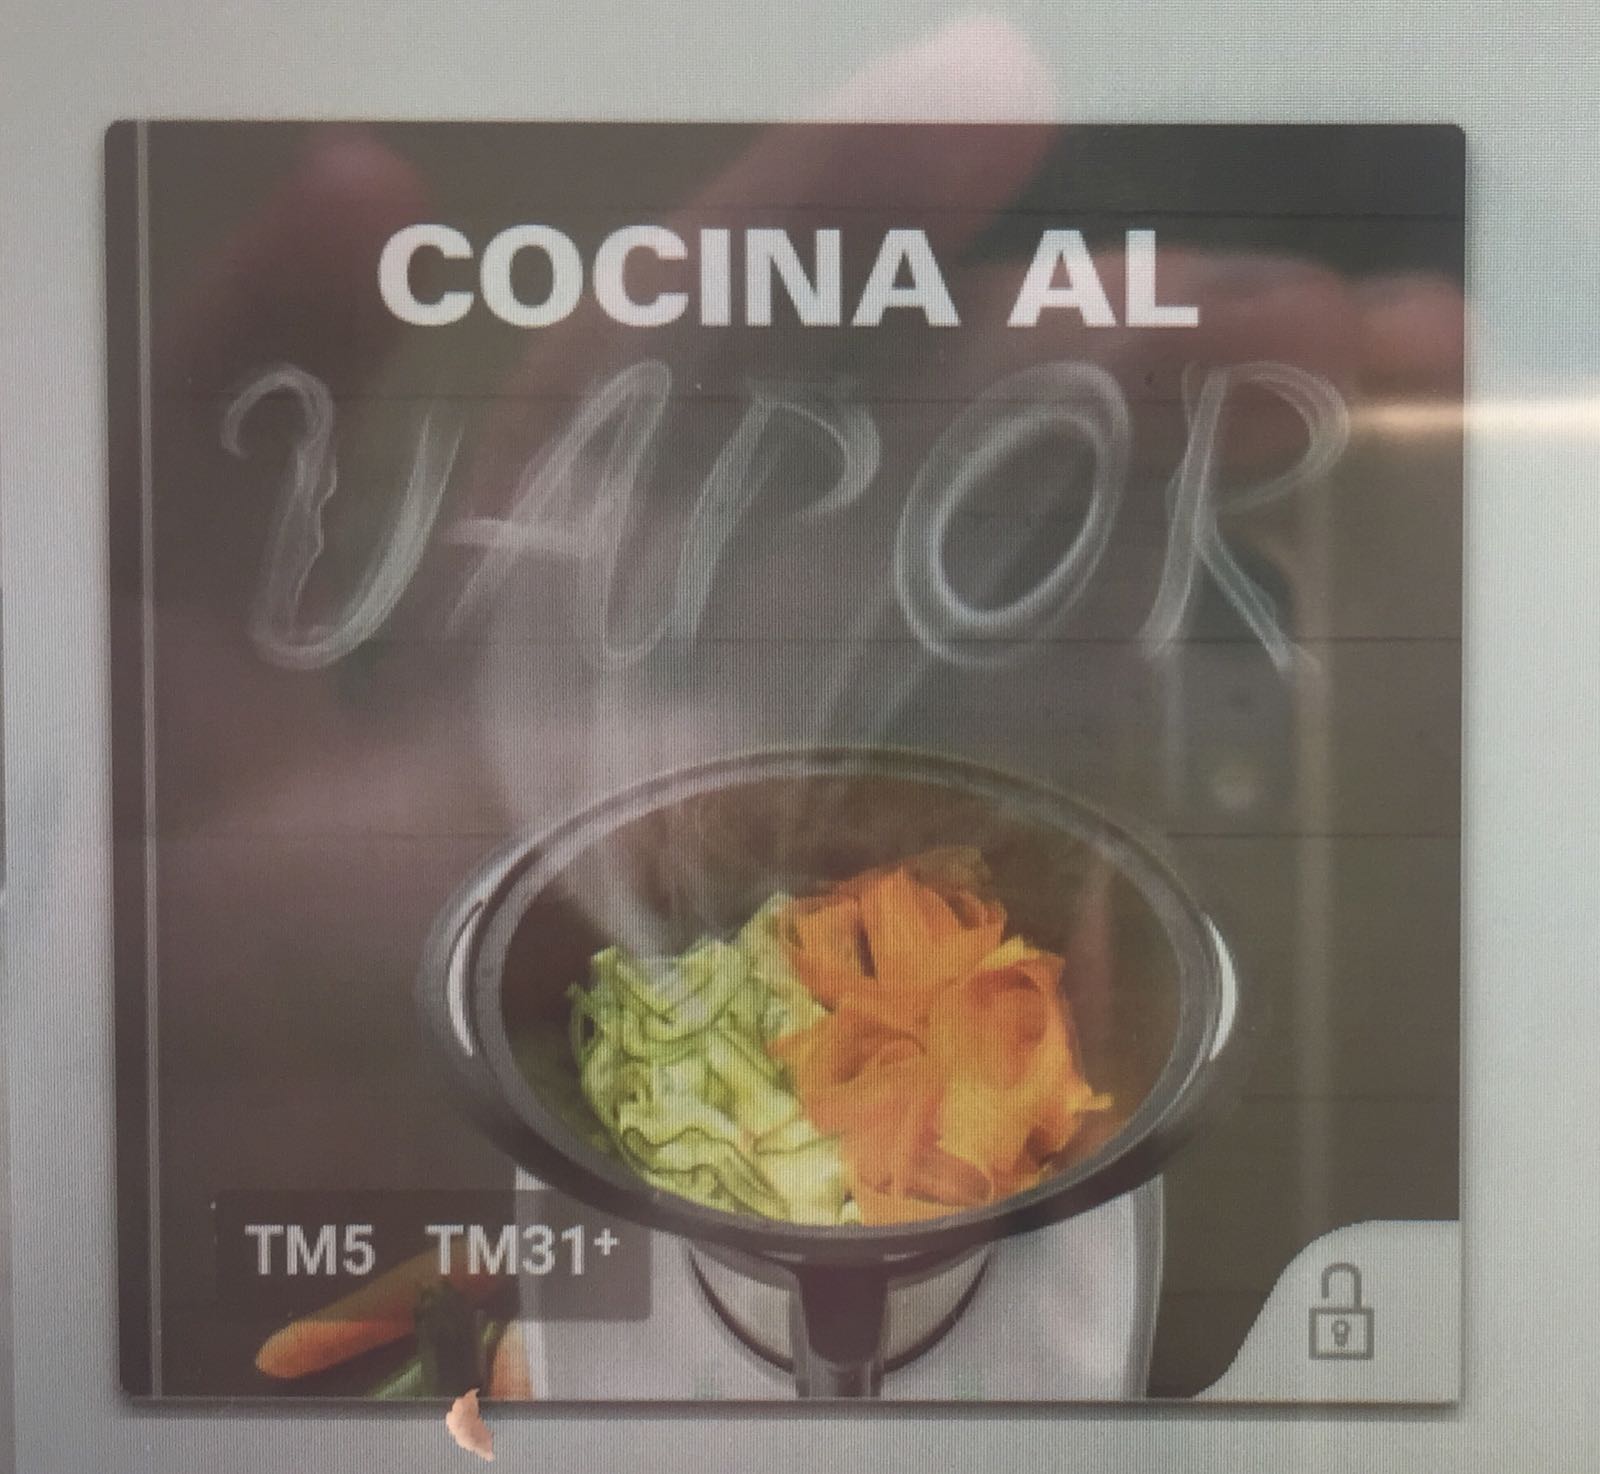 COCINA AL
VAPOR
TM5 TM31+